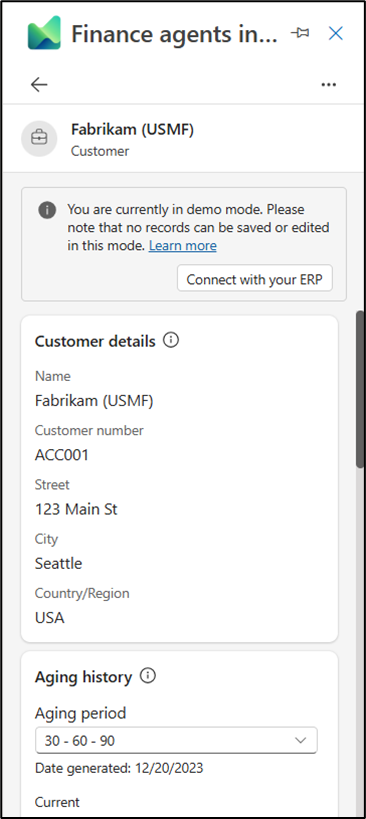 Finance agents in...
Fabrikam (USMF)
Customer
You are currently in demo mode. Please
note that no records can be saved or edited
in this mode. Learn more
Connect with your ERP
Customer details
Name
Fabrikam (USMF)
Customer number
ACC001
Street
123 Main St
City
Seattle
Country/Region
USA
Aging history
Aging period
30 - 60 - 90
Date generated: 12/20/2023
Current